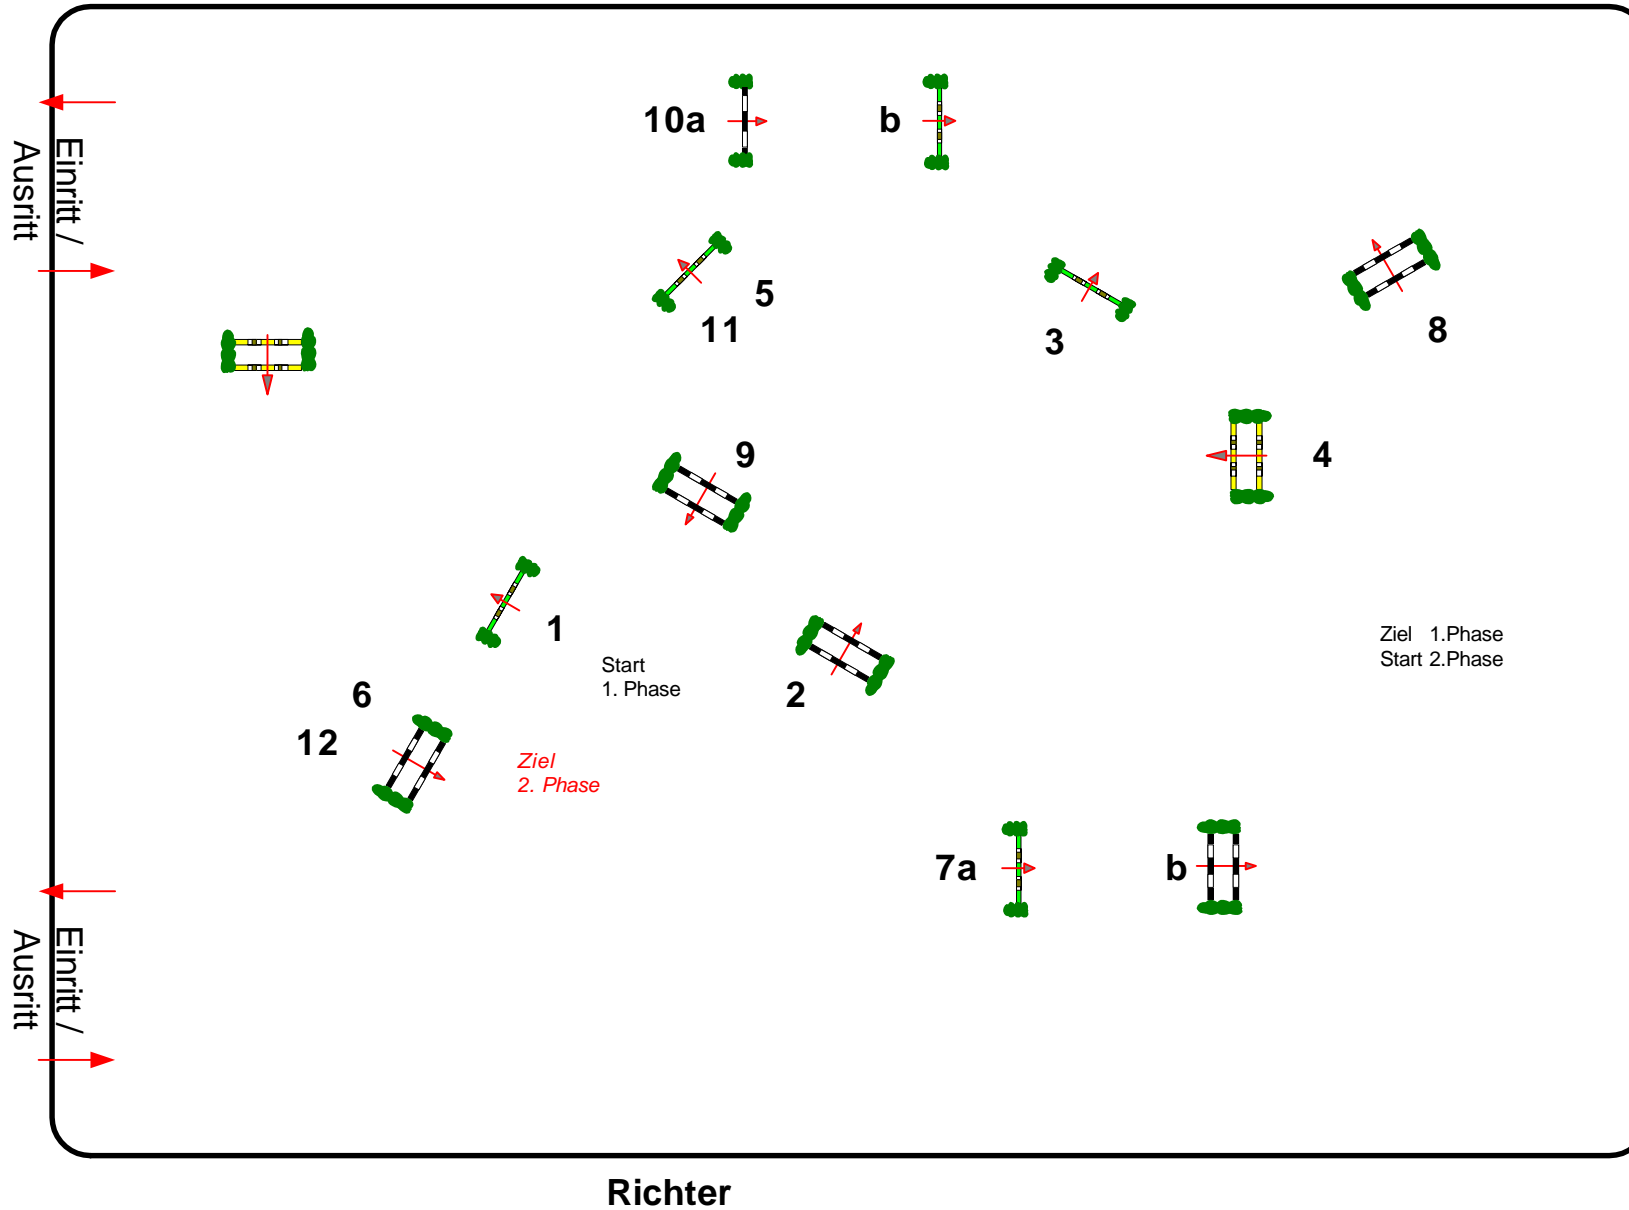 10a
b
Einritt /
Ausritt
5
11
3
8
9
4
1
Start
1. Phase
2
Ziel 1.Phase
Start 2.Phase
6
12
Ziel
2. Phase
7a
b
Einritt /
Ausritt
Richter